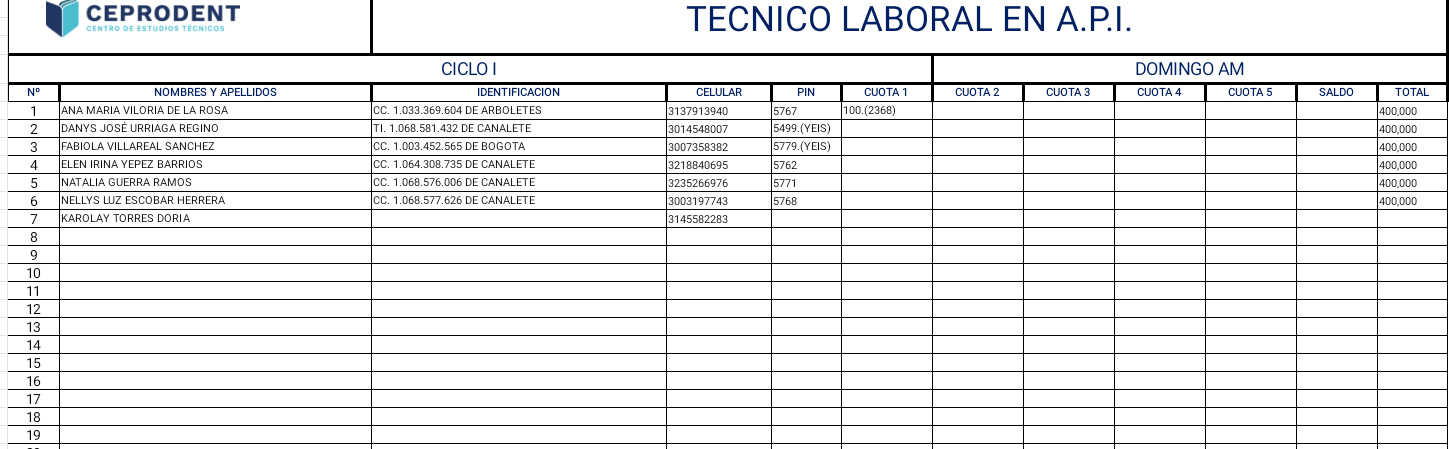 CEPRODENT
CENTRO DE ESTUDIOS TÉCNICOS
TECNICO LABORAL EN A.P.I.
CICLO I DOMINGO AM
Nº NOMBRES Y APELLIDOS IDENTIFICACION CELULAR PIN CUOTA 1 CUOTA 2 CUOTA 3 CUOTA 4 CUOTA 5 SALDO TOTAL
1 ANA MARIA VILORIA DE LA ROSA CC. 1.033.369.604 DE ARBOLETES 3137913940 5767 100.(2368) 400,000
2 DANYS JOSÉ URRIAGA REGINO TI. 1.068.581.432 DE CANALETE 3014548007 5499.(YEIS) 400,000
3 FABIOLA VILLAREAL SANCHEZ CC. 1.003.452.565 DE BOGOTA 3007358382 5779.(YEIS) 400,000
4 ELEN IRINA YEPEZ BARRIOS CC. 1.064.308.735 DE CANALETE 3218840695 5762 400,000
5 NATALIA GUERRA RAMOS CC. 1.068.576.006 DE CANALETE 3235266976 5771 400,000
6 NELLYS LUZ ESCOBAR HERRERA CC. 1.068.577.626 DE CANALETE 3003197743 5768 400,000
7 KAROLAY TORRES DORIA 3145582283
8
9
10
11
12
13
14
15
16
17
18
19